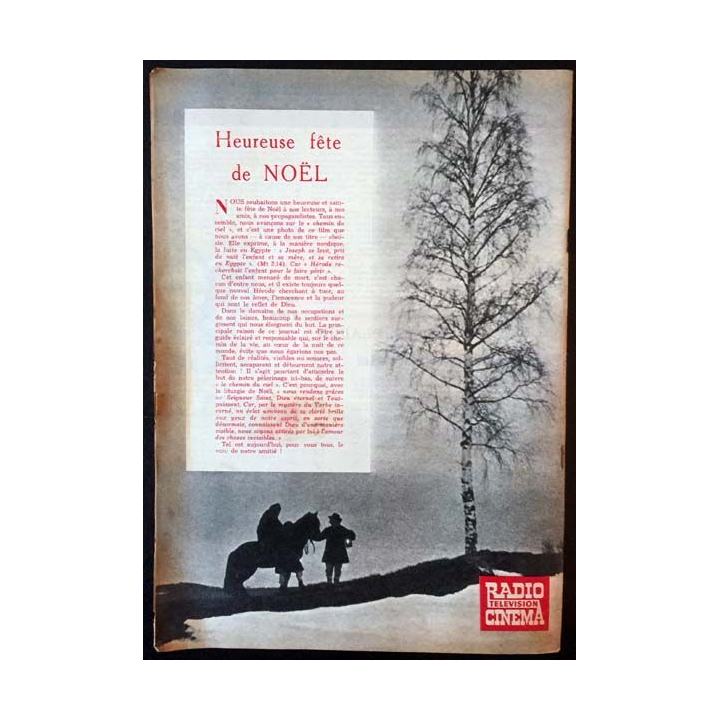 Heureuse fête
de NOËL
NOUS souhaitons une heureuse et sain-
te fête de Noël à nos lecteurs, à nos
amis, à nos propagandistes. Tous en-
semble, nous avançons sur le « chemin du
ciel », et c'est une photo de ce film que
nous avons — à cause de son titre — choi-
sie. Elle exprime, à la manière nordique,
la fuite en Egypte : « Joseph se leva, prit
de nuit l'enfant et sa mère, et se retira
en Egypte ». (Mt 2.14). Car « Hérode re-
cherchait l'enfant pour le faire périr ».
Cet enfant menacé de mort, c'est cha-
cun d'entre nous, et il existe toujours quel-
que nouvel Hérode cherchant à tuer, au
fond de nos âmes, l'innocence et la pudeur
qui sont le reflet de Dieu.
Dans le domaine de nos occupations et
de nos loisirs, beaucoup de sentiers sur-
gissent qui nous éloignent du but. La prin-
cipale raison de ce journal est d'être un
guide éclairé et responsable qui, sur le che-
min de la vie, au cœur de la nuit de ce
monde, évite que nous égarions nos pas.
Tant de réalités, visibles ou sonores, sol-
licitent, accaparent et détournent notre at-
tention ! Il s'agit pourtant d'atteindre le
but de notre pèlerinage ici-bas, de suivre
« le chemin du ciel ». C'est pourquoi, avec
la liturgie de Noël, « nous rendons grâces
au Seigneur Saint, Dieu éternel et Tout-
puissant. Car, par le mystère du Verbe in-
carné, un éclat nouveau de sa clarté brille
aux yeux de notre esprit, en sorte que
désormais, connaissant Dieu d'une manière
visible, nous soyons attirés par lui à l'amour
des choses invisibles. »
Tel est aujourd'hui, pour vous tous, le
vœu de notre amitié !
RADIO
TELEVISION
CINEMA